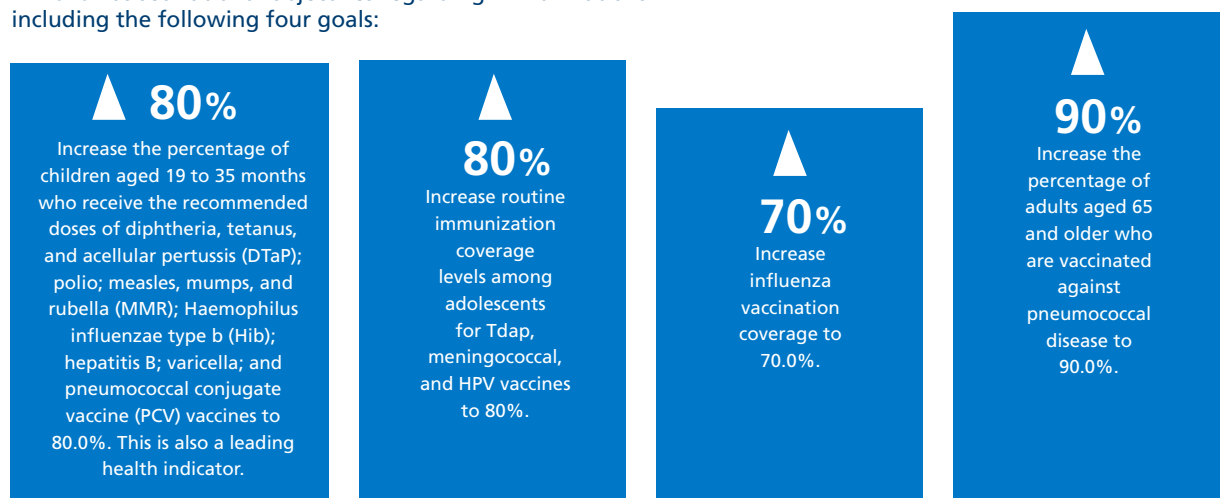 including the following four goals:
80%
Increase the percentage of
children aged 19 to 35 months
who receive the recommended
doses of diphtheria, tetanus,
and acellular pertussis (DTaP);
polio; measles, mumps, and
rubella (MMR); Haemophilus
influenzae type b (Hib);
hepatitis B; varicella; and
pneumococcal conjugate
vaccine (PCV) vaccines to
80.0%. This is also a leading
health indicator.
80%
Increase routine
immunization
coverage
levels among
adolescents
for Tdap,
meningococcal,
and HPV vaccines
to 80%.
70%
Increase
influenza
vaccination
coverage to
70.0%.
90%
Increase the
percentage of
adults aged 65
and older who
are vaccinated
against
pneumococcal
disease to
90.0%.